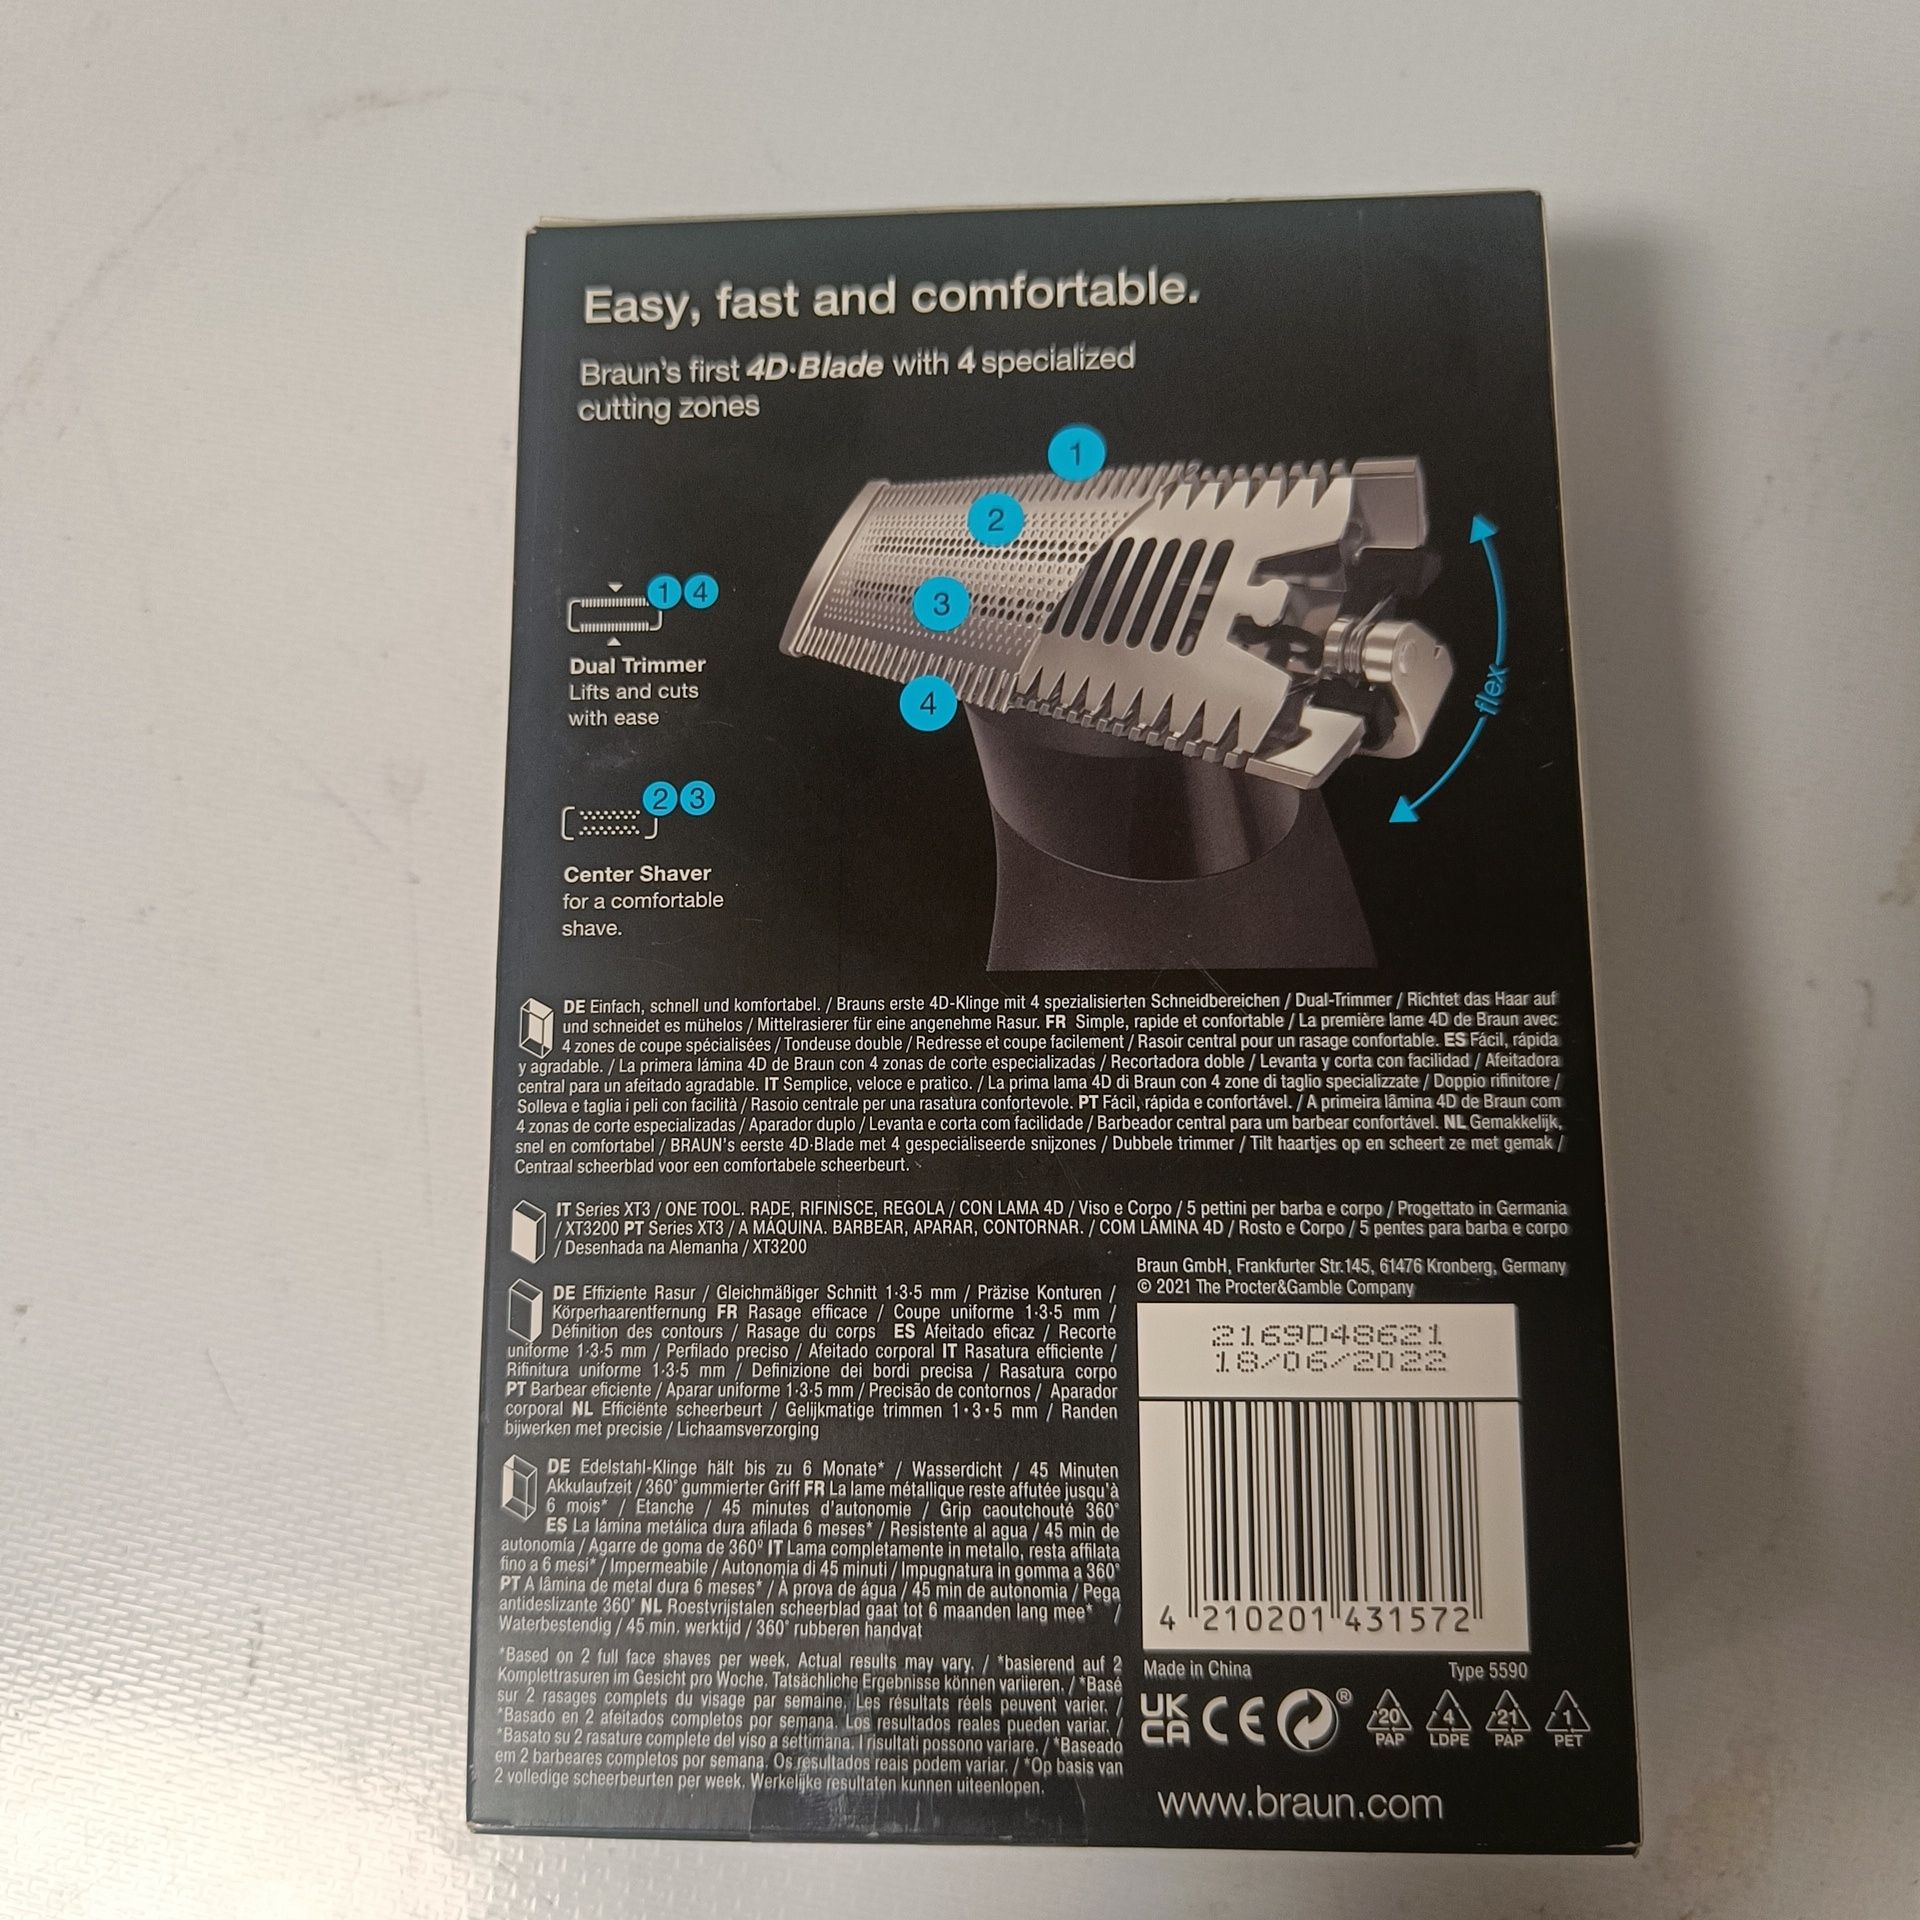 Easy, fast and comfortable.
Braun's first 4D·Blade with 4 specialized
cutting zones
1
2
3
4
flex
1 4
Dual Trimmer
Lifts and cuts
with ease
2 3
Center Shaver
for a comfortable
shave.
DE Einfach, schnell und komfortabel. / Brauns erste 4D-Klinge mit 4 spezialisierten Schneidbereichen / Dual-Trimmer / Richtet das Haar auf
und schneidet es mühelos / Mittelrasierer für eine angenehme Rasur. FR Simple, rapide et confortable / La première lame 4D de Braun avec
4 zones de coupe spécialisées / Tondeuse double / Redresse et coupe facilement / Rasoir central pour un rasage confortable. ES Fácil, rápida
y agradable. / La primera lámina 4D de Braun con 4 zonas de corte especializadas / Recortadora doble / Levanta y corta con facilidad / Afeitadora
central para un afeitado agradable. IT Semplice, veloce e pratico. / La prima lama 4D di Braun con 4 zone di taglio specializzate / Doppio rifinitore /
Solleva e taglia i peli con facilità / Rasoio centrale per una rasatura confortevole. PT Fácil, rápida e confortável. / A primeira lâmina 4D de Braun com
4 zonas de corte especializadas / Aparador duplo / Levanta e corta com facilidade / Barbeador central para um barbear confortável. NL Gemakkelijk,
snel en comfortabel / BRAUN's eerste 4D·Blade met 4 gespecialiseerde snijzones / Dubbele trimmer / Tilt haartjes op en scheert ze met gemak /
Centraal scheerblad voor een comfortabele scheerbeurt.
IT Series XT3 / ONE TOOL. RADE, RIFINISCE, REGOLA / CON LAMA 4D / Viso e Corpo / 5 pettini per barba e corpo / Progettato in Germania
/ XT3200 PT Series XT3 / A MÁQUINA. BARBEAR, APARAR, CONTORNAR. / COM LÂMINA 4D / Rosto e Corpo / 5 pentes para barba e corpo
/ Desenhada na Alemanha / XT3200
Braun GmbH, Frankfurter Str.145, 61476 Kronberg, Germany
© 2021 The Procter&Gamble Company
DE Effiziente Rasur / Gleichmäßiger Schnitt 1·3·5 mm / Präzise Konturen /
Körperhaarentfernung FR Rasage efficace / Coupe uniforme 1·3·5 mm /
Définition des contours / Rasage du corps ES Afeitado eficaz / Recorte
uniforme 1·3·5 mm / Perfilado preciso / Afeitado corporal IT Rasatura efficiente /
Rifinitura uniforme 1·3·5 mm / Definizione dei bordi precisa / Rasatura corpo
PT Barbear eficiente / Aparar uniforme 1·3·5 mm / Precisão de contornos / Aparador
corporal NL Efficiënte scheerbeurt / Gelijkmatige trimmen 1·3·5 mm / Randen
bijwerken met precisie / Lichaamsverzorging
2169D48621
18/06/2022
DE Edelstahl-Klinge hält bis zu 6 Monate* / Wasserdicht / 45 Minuten
Akkulaufzeit / 360° gummierter Griff FR La lame métallique reste affutée jusqu'à
6 mois* / Etanche / 45 minutes d'autonomie / Grip caoutchouté 360°
ES La lámina metálica dura afilada 6 meses* / Resistente al agua / 45 min de
autonomía / Agarre de goma de 360º IT Lama completamente in metallo, resta affilata
fino a 6 mesi* / Impermeabile / Autonomia di 45 minuti / Impugnatura in gomma a 360°
PT A lâmina de metal dura 6 meses* / À prova de água / 45 min de autonomia / Pega
antideslizante 360° NL Roestvrijstalen scheerblad gaat tot 6 maanden lang mee* /
Waterbestendig / 45 min. werktijd / 360° rubberen handvat
4 210201 431572
*Based on 2 full face shaves per week. Actual results may vary. / *basierend auf 2
Komplettrasuren im Gesicht pro Woche. Tatsächliche Ergebnisse können variieren. / *Basé
sur 2 rasages complets du visage par semaine. Les résultats réels peuvent varier. /
*Basado en 2 afeitados completos por semana. Los resultados reales pueden variar. /
*Basato su 2 rasature complete del viso a settimana. I risultati possono variare. / *Baseado
em 2 barbeares completos por semana. Os resultados reais podem variar. / *Op basis van
2 volledige scheerbeurten per week. Werkelijke resultaten kunnen uiteenlopen.
Made in China Type 5590
UK CA CE ®
20 PAP 4 LDPE 21 PAP 1 PET
www.braun.com